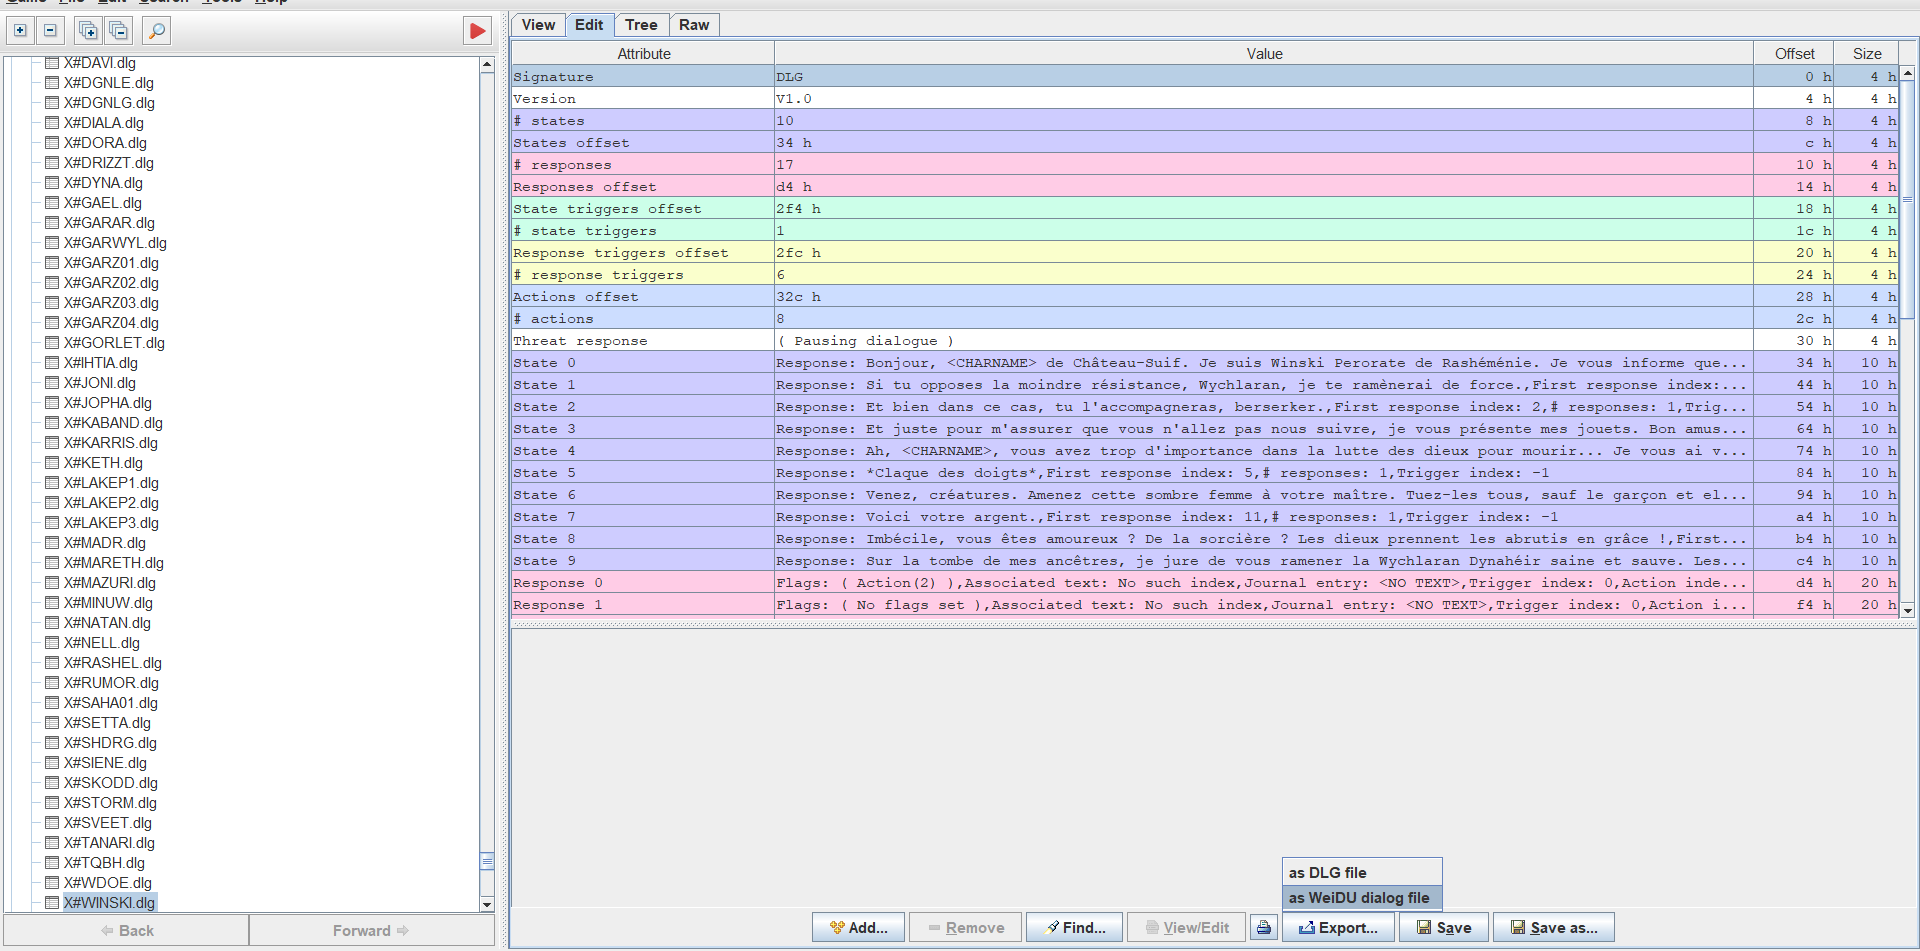 View Edit Tree Raw
X#DAVI.dlg
X#DGNLE.dlg
X#DGNLG.dlg
X#DIALA.dlg
X#DORA.dlg
X#DRIZZT.dlg
X#DYNA.dlg
X#GAEL.dlg
X#GARAR.dlg
X#GARWYL.dlg
X#GARZ01.dlg
X#GARZ02.dlg
X#GARZ03.dlg
X#GARZ04.dlg
X#GORLET.dlg
X#IHTIA.dlg
X#JONI.dlg
X#JOPHA.dlg
X#KABAND.dlg
X#KARRIS.dlg
X#KETH.dlg
X#LAKEP1.dlg
X#LAKEP2.dlg
X#LAKEP3.dlg
X#MADR.dlg
X#MARETH.dlg
X#MAZURI.dlg
X#MINUW.dlg
X#NATAN.dlg
X#NELL.dlg
X#RASHEL.dlg
X#RUMOR.dlg
X#SAHA01.dlg
X#SETTA.dlg
X#SHDRG.dlg
X#SIENE.dlg
X#SKODD.dlg
X#STORM.dlg
X#SVEET.dlg
X#TANARI.dlg
X#TQBH.dlg
X#WDOE.dlg
X#WINSKI.dlg
Back Forward
Attribute Value Offset Size
Signature DLG 0 h 4 h
Version V1.0 4 h 4 h
# states 10 8 h 4 h
States offset 34 h c h 4 h
# responses 17 10 h 4 h
Responses offset d4 h 14 h 4 h
State triggers offset 2f4 h 18 h 4 h
# state triggers 1 1c h 4 h
Response triggers offset 2fc h 20 h 4 h
# response triggers 6 24 h 4 h
Actions offset 32c h 28 h 4 h
# actions 8 2c h 4 h
Threat response ( Pausing dialogue ) 30 h 4 h
State 0 Response: Bonjour, <CHARNAME> de Château-Suif. Je suis Winski Perorate de Rashéménie. Je vous informe que... 34 h 10 h
State 1 Response: Si tu opposes la moindre résistance, Wychlaran, je te ramènerai de force.,First response index:... 44 h 10 h
State 2 Response: Et bien dans ce cas, tu l'accompagneras, berserker.,First response index: 2,# responses: 1,Trig... 54 h 10 h
State 3 Response: Et juste pour m'assurer que vous n'allez pas nous suivre, je vous présente mes jouets. Bon amus... 64 h 10 h
State 4 Response: Ah, <CHARNAME>, vous avez trop d'importance dans la lutte des dieux pour mourir... Je vous ai v... 74 h 10 h
State 5 Response: *Claque des doigts*,First response index: 5,# responses: 1,Trigger index: -1 84 h 10 h
State 6 Response: Venez, créatures. Amenez cette sombre femme à votre maître. Tuez-les tous, sauf le garçon et el... 94 h 10 h
State 7 Response: Voici votre argent.,First response index: 11,# responses: 1,Trigger index: -1 a4 h 10 h
State 8 Response: Imbécile, vous êtes amoureux ? De la sorcière ? Les dieux prennent les abrutis en grâce !,First... b4 h 10 h
State 9 Response: Sur la tombe de mes ancêtres, je jure de vous ramener la Wychlaran Dynahéir saine et sauve. Les... c4 h 10 h
Response 0 Flags: ( Action(2) ),Associated text: No such index,Journal entry: <NO TEXT>,Trigger index: 0,Action inde... d4 h 20 h
Response 1 Flags: ( No flags set ),Associated text: No such index,Journal entry: <NO TEXT>,Trigger index: 0,Action i... f4 h 20 h
as DLG file
as WeiDU dialog file
Add... Remove Find... View/Edit Export... Save Save as...